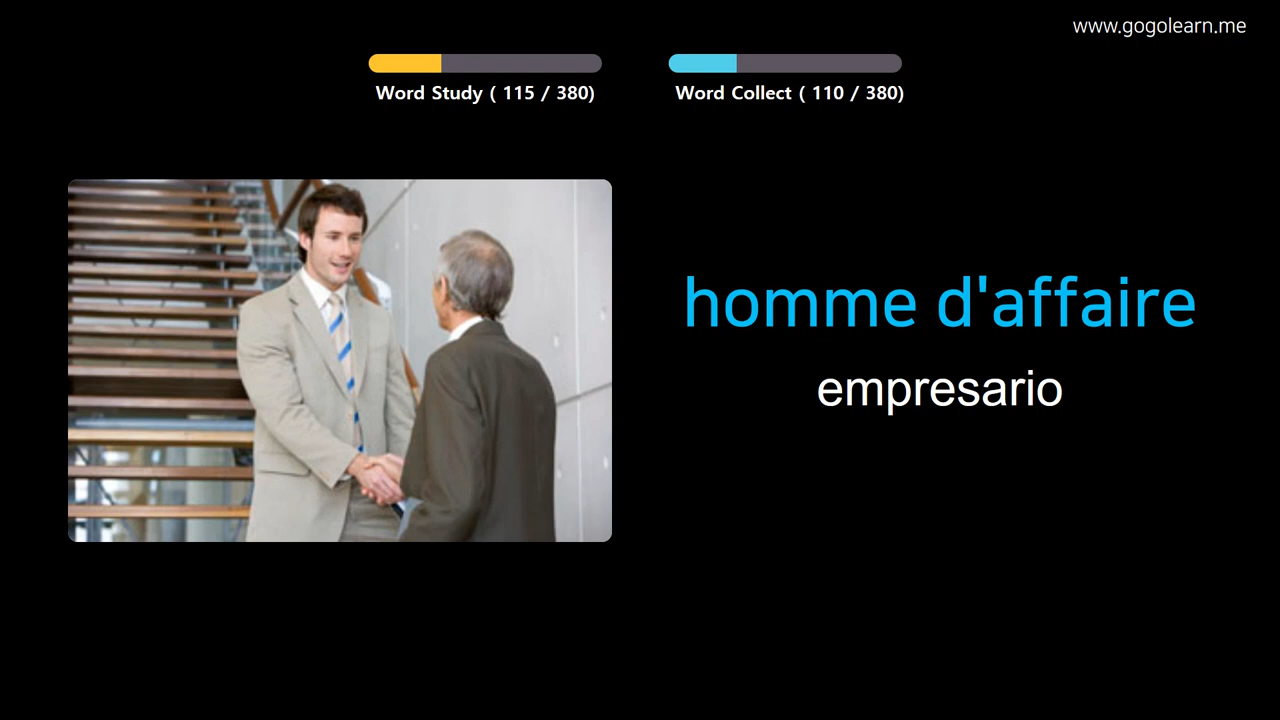 www.gogolearn.me
Word Study ( 115 / 380)
Word Collect ( 110 / 380)
homme d'affaire
empresario